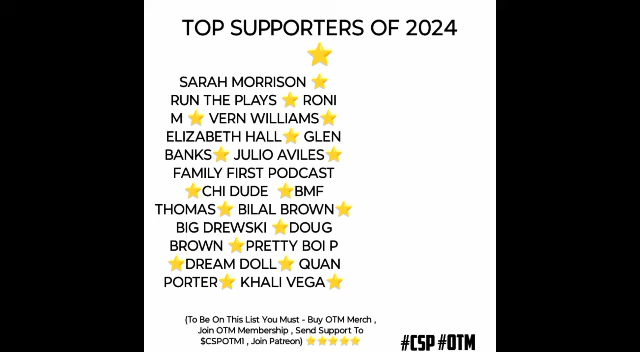 TOP SUPPORTERS OF 2024
⭐
SARAH MORRISON ⭐
RUN THE PLAYS ⭐ RONI
M ⭐ VERN WILLIAMS⭐
ELIZABETH HALL⭐ GLEN
BANKS⭐ JULIO AVILES⭐
FAMILY FIRST PODCAST
⭐CHI DUDE ⭐BMF
THOMAS⭐ BILAL BROWN⭐
BIG DREWSKI ⭐DOUG
BROWN ⭐PRETTY BOI P
⭐DREAM DOLL⭐ QUAN
PORTER⭐ KHALI VEGA⭐
(To Be On This List You Must - Buy OTM Merch ,
Join OTM Membership , Send Support To
$CSPOTM1 , Join Patreon) ⭐⭐⭐⭐⭐
#CSP #OTM